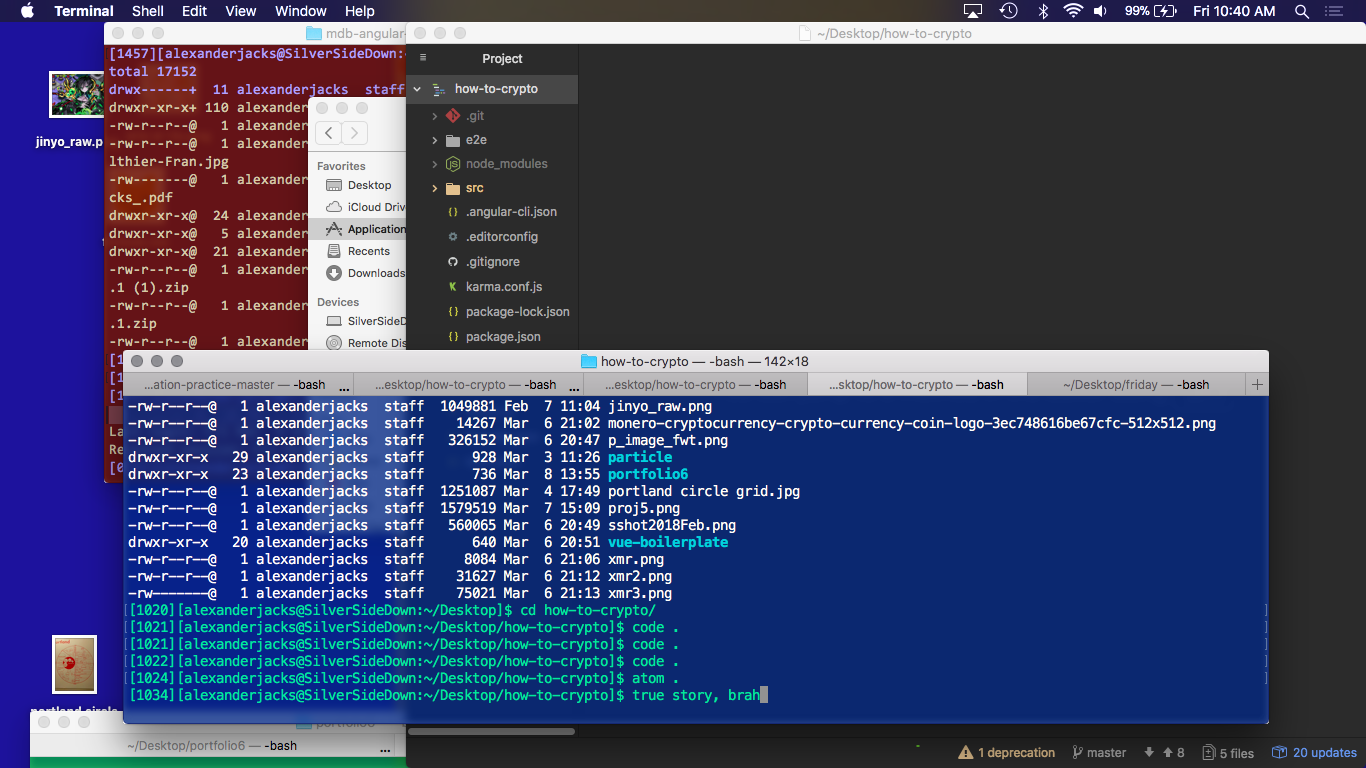 Terminal Shell Edit View Window Help 99% Fri 10:40 AM
mdb-angular
~/Desktop/how-to-crypto
jinyo_raw.p
[1457][alexanderjacks@SilverSideDown:
total 17152
drwx------+ 11 alexanderjacks staff
drwxr-xr-x+ 110 alexander
-rw-r--r--@ 1 alexander
-rw-r--r--@ 1 alexander
lthier-Fran.jpg
-rw-------@ 1 alexander
cks_.pdf
drwxr-xr-x@ 24 alexander
drwxr-xr-x@ 5 alexander
drwxr-xr-x@ 21 alexander
-rw-r--r--@ 1 alexander
.1 (1).zip
-rw-r--r--@ 1 alexander
.1.zip
-rw-r--r--@ 1 alexander
Favorites
Desktop
iCloud Driv
Application
Recents
Downloads
Devices
SilverSideD
Remote Dis
Project
how-to-crypto
.git
e2e
node_modules
src
.angular-cli.json
.editorconfig
.gitignore
karma.conf.js
package-lock.json
package.json
how-to-crypto — -bash — 142×18
...ation-practice-master — -bash ... ...esktop/how-to-crypto — -bash ... ...esktop/how-to-crypto — -bash ...sktop/how-to-crypto — -bash ~/Desktop/friday — -bash +
-rw-r--r--@ 1 alexanderjacks staff 1049881 Feb 7 11:04 jinyo_raw.png
-rw-r--r--@ 1 alexanderjacks staff 14267 Mar 6 21:02 monero-cryptocurrency-crypto-currency-coin-logo-3ec748616be67cfc-512x512.png
-rw-r--r--@ 1 alexanderjacks staff 326152 Mar 6 20:47 p_image_fwt.png
drwxr-xr-x 29 alexanderjacks staff 928 Mar 3 11:26 particle
drwxr-xr-x 23 alexanderjacks staff 736 Mar 8 13:55 portfolio6
-rw-r--r--@ 1 alexanderjacks staff 1251087 Mar 4 17:49 portland circle grid.jpg
-rw-r--r--@ 1 alexanderjacks staff 1579519 Mar 7 15:09 proj5.png
-rw-r--r--@ 1 alexanderjacks staff 560065 Mar 6 20:49 sshot2018Feb.png
drwxr-xr-x 20 alexanderjacks staff 640 Mar 6 20:51 vue-boilerplate
-rw-r--r--@ 1 alexanderjacks staff 8084 Mar 6 21:06 xmr.png
-rw-r--r--@ 1 alexanderjacks staff 31627 Mar 6 21:12 xmr2.png
-rw-------@ 1 alexanderjacks staff 75021 Mar 6 21:13 xmr3.png
[[1020][alexanderjacks@SilverSideDown:~/Desktop]$ cd how-to-crypto/ ]
[[1021][alexanderjacks@SilverSideDown:~/Desktop/how-to-crypto]$ code . ]
[[1021][alexanderjacks@SilverSideDown:~/Desktop/how-to-crypto]$ code . ]
[[1022][alexanderjacks@SilverSideDown:~/Desktop/how-to-crypto]$ code . ]
[[1024][alexanderjacks@SilverSideDown:~/Desktop/how-to-crypto]$ atom . ]
[1034][alexanderjacks@SilverSideDown:~/Desktop/how-to-crypto]$ true story, brah
portfolio6
~/Desktop/portfolio6 — -bash ...
1 deprecation master 8 5 files 20 updates